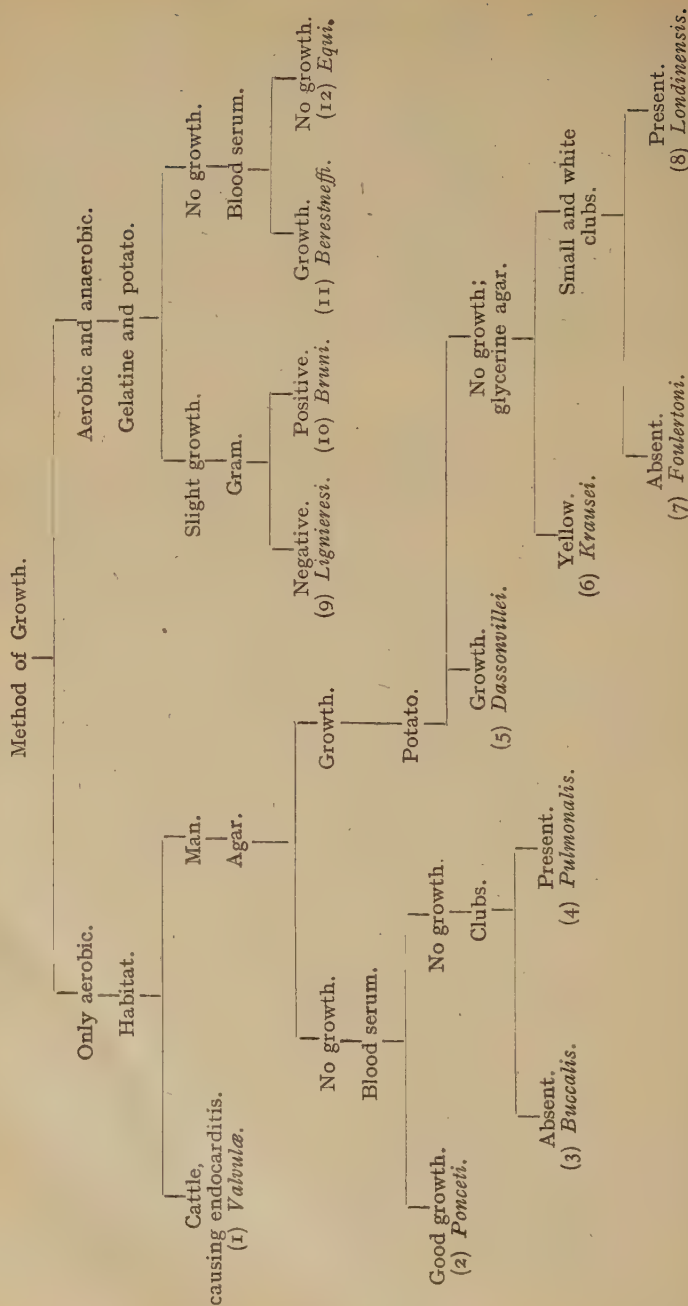 Method of Growth.
Only aerobic.
Habitat.
Cattle,
causing endocarditis.
(1) Valvulæ.
Man.
Agar.
No growth.
Blood serum.
Good growth.
(2) Ponceti.
No growth.
Clubs.
Absent.
(3) Buccalis.
Present.
(4) Pulmonalis.
Growth.
Potato.
Growth.
(5) Dassonvillei.
No growth;
glycerine agar.
Yellow.
(6) Krausei.
Small and white
clubs.
Absent.
(7) Foulertoni.
Present.
(8) Londinensis.
Aerobic and anaerobic.
Gelatine and potato.
Slight growth.
Gram.
Negative.
(9) Lignieresi.
Positive.
(10) Bruni.
No growth.
Blood serum.
Growth.
(11) Berestneffi.
No growth.
(12) Equi.